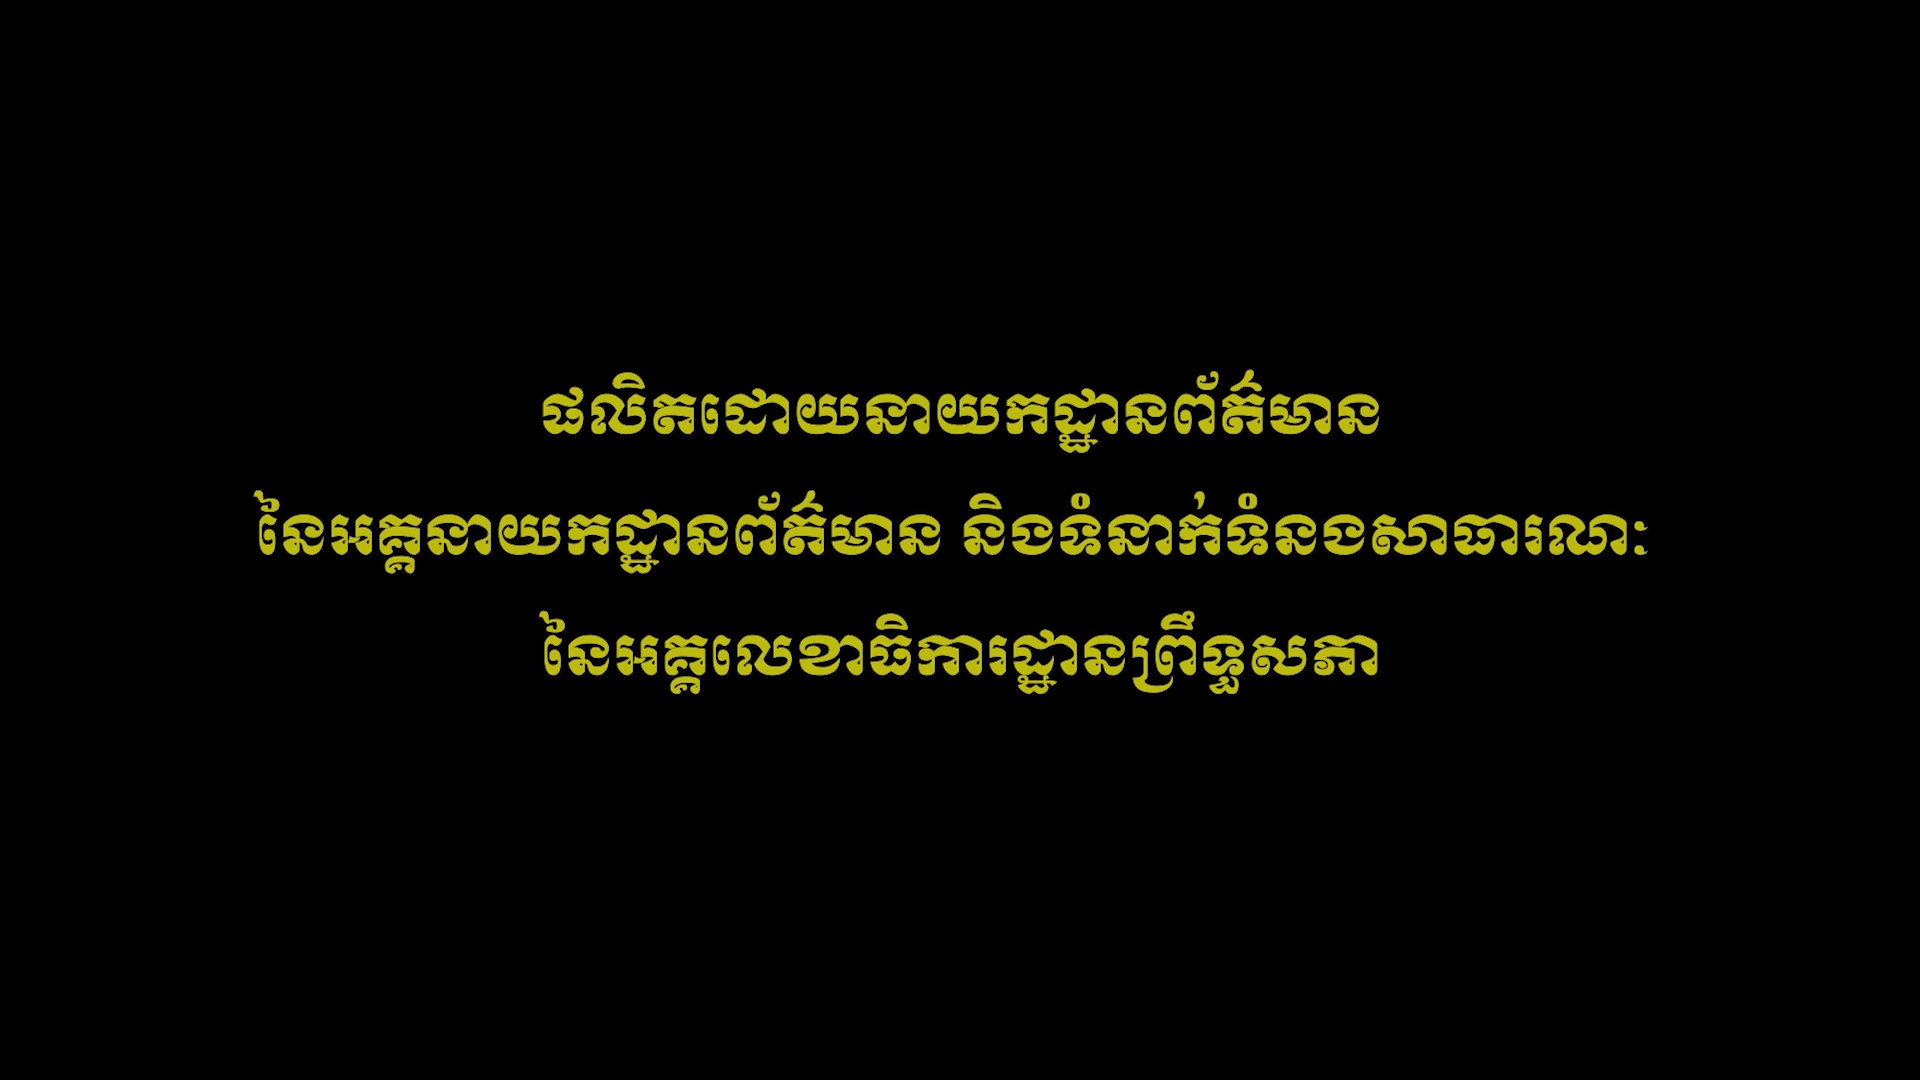 ផលិតដោយនាយកដ្ឋានព័ត៌មាន
នៃអគ្គនាយកដ្ឋានព័ត៌មាន និងទំនាក់ទំនងសាធារណៈ
នៃអគ្គលេខាធិការដ្ឋានព្រឹទ្ធសភា